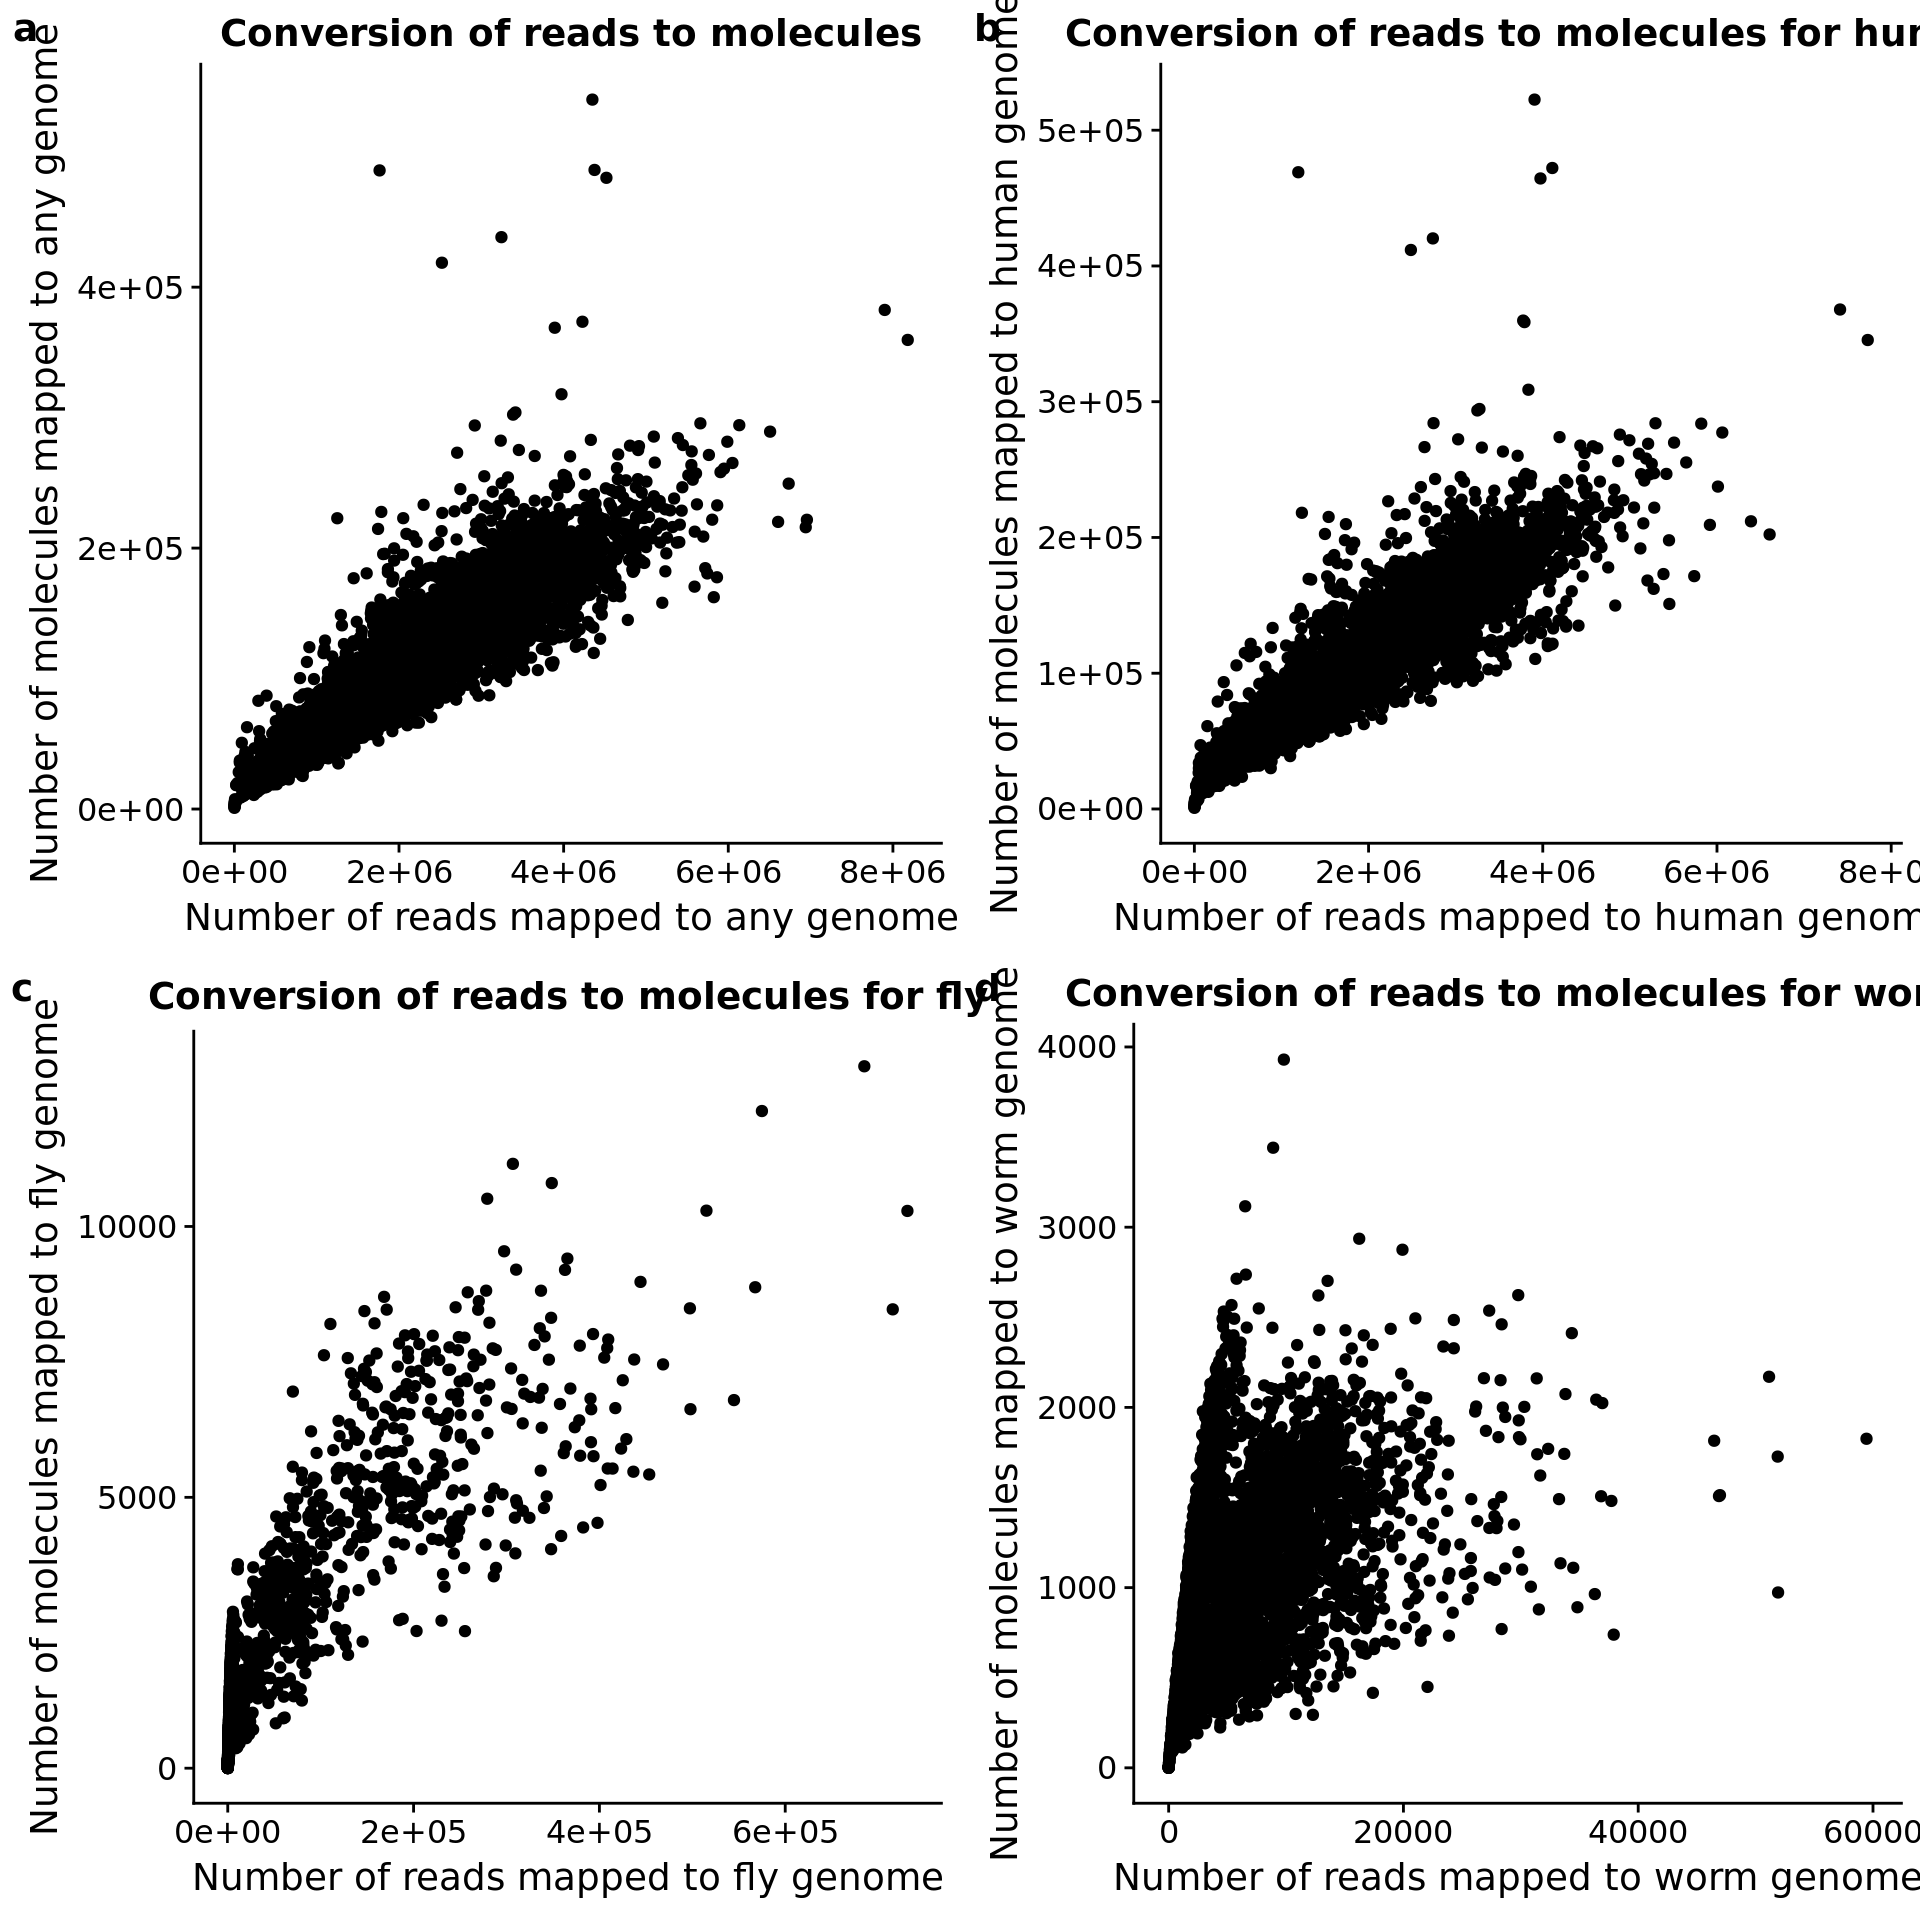 a
Conversion of reads to molecules
Number of molecules mapped to any genome
4e+05
2e+05
0e+00
0e+00 2e+06 4e+06 6e+06 8e+06
Number of reads mapped to any genome
b
Conversion of reads to molecules for hum
Number of molecules mapped to human genome
5e+05
4e+05
3e+05
2e+05
1e+05
0e+00
0e+00 2e+06 4e+06 6e+06 8e+0
Number of reads mapped to human genom
c
Conversion of reads to molecules for fly
Number of molecules mapped to fly genome
10000
5000
0
0e+00 2e+05 4e+05 6e+05
Number of reads mapped to fly genome
d
Conversion of reads to molecules for wor
Number of molecules mapped to worm genome
4000
3000
2000
1000
0
0 20000 40000 60000
Number of reads mapped to worm genome